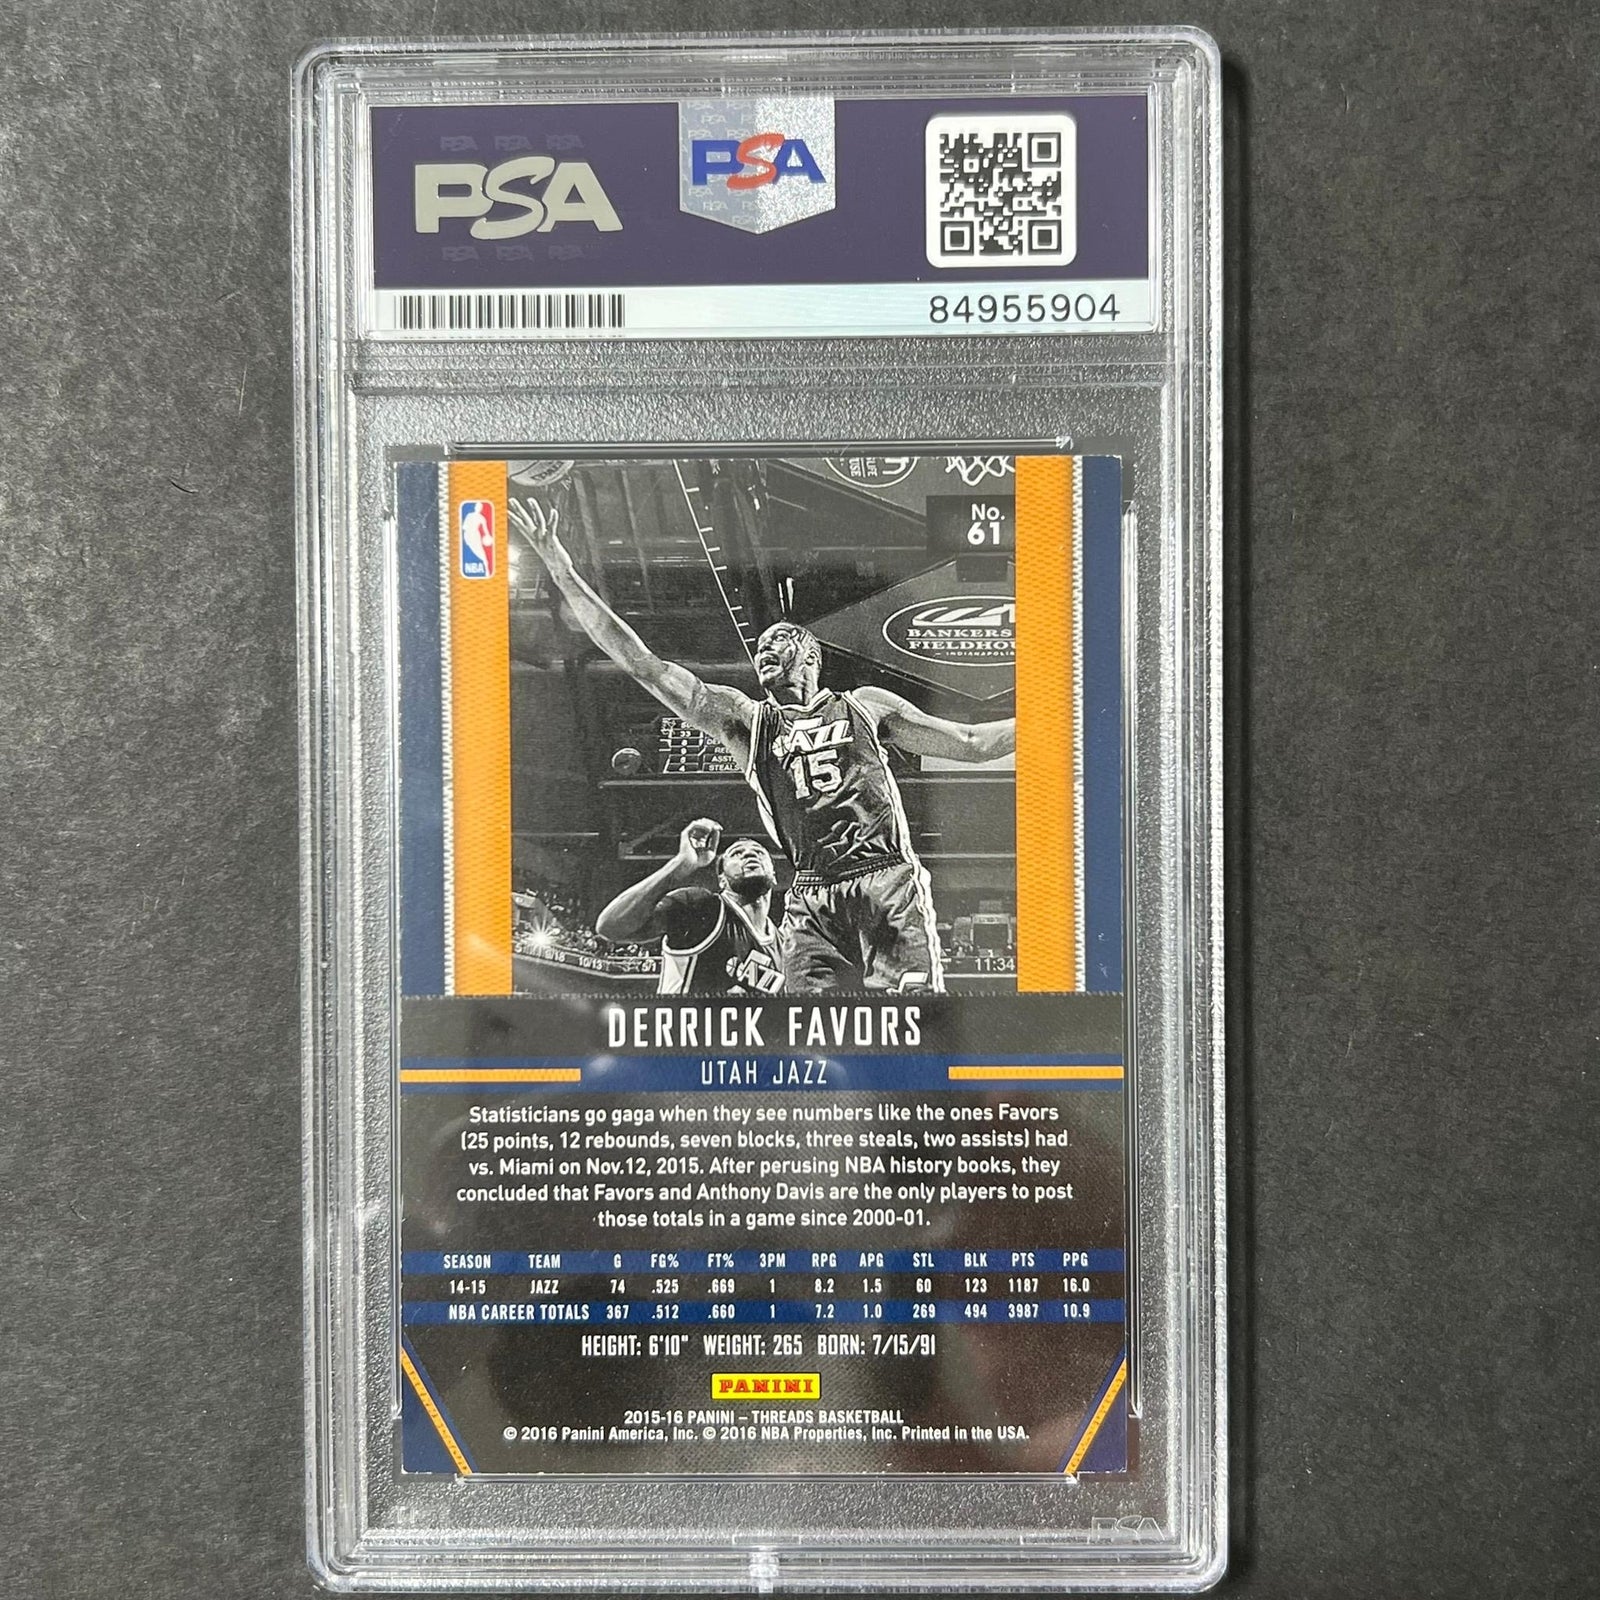 PSA
PSA
84955904
NBA
No.
61
BANKERS
FIELDHOU
INDIANAPOLIS
JAZZ
15
11:34
DERRICK FAVORS
UTAH JAZZ
Statisticians go gaga when they see numbers like the ones Favors
(25 points, 12 rebounds, seven blocks, three steals, two assists) had
vs. Miami on Nov.12, 2015. After perusing NBA history books, they
concluded that Favors and Anthony Davis are the only players to post
those totals in a game since 2000-01.
SEASON TEAM G FG% FT% 3PM RPG APG STL BLK PTS PPG
14-15 JAZZ 74 .525 .669 1 8.2 1.5 60 123 1187 16.0
NBA CAREER TOTALS 367 .512 .660 1 7.2 1.0 269 494 3987 10.9
HEIGHT: 6'10" WEIGHT: 265 BORN: 7/15/91
PANINI
2015-16 PANINI – THREADS BASKETBALL
© 2016 Panini America, Inc. © 2016 NBA Properties, Inc. Printed in the USA.
PSA